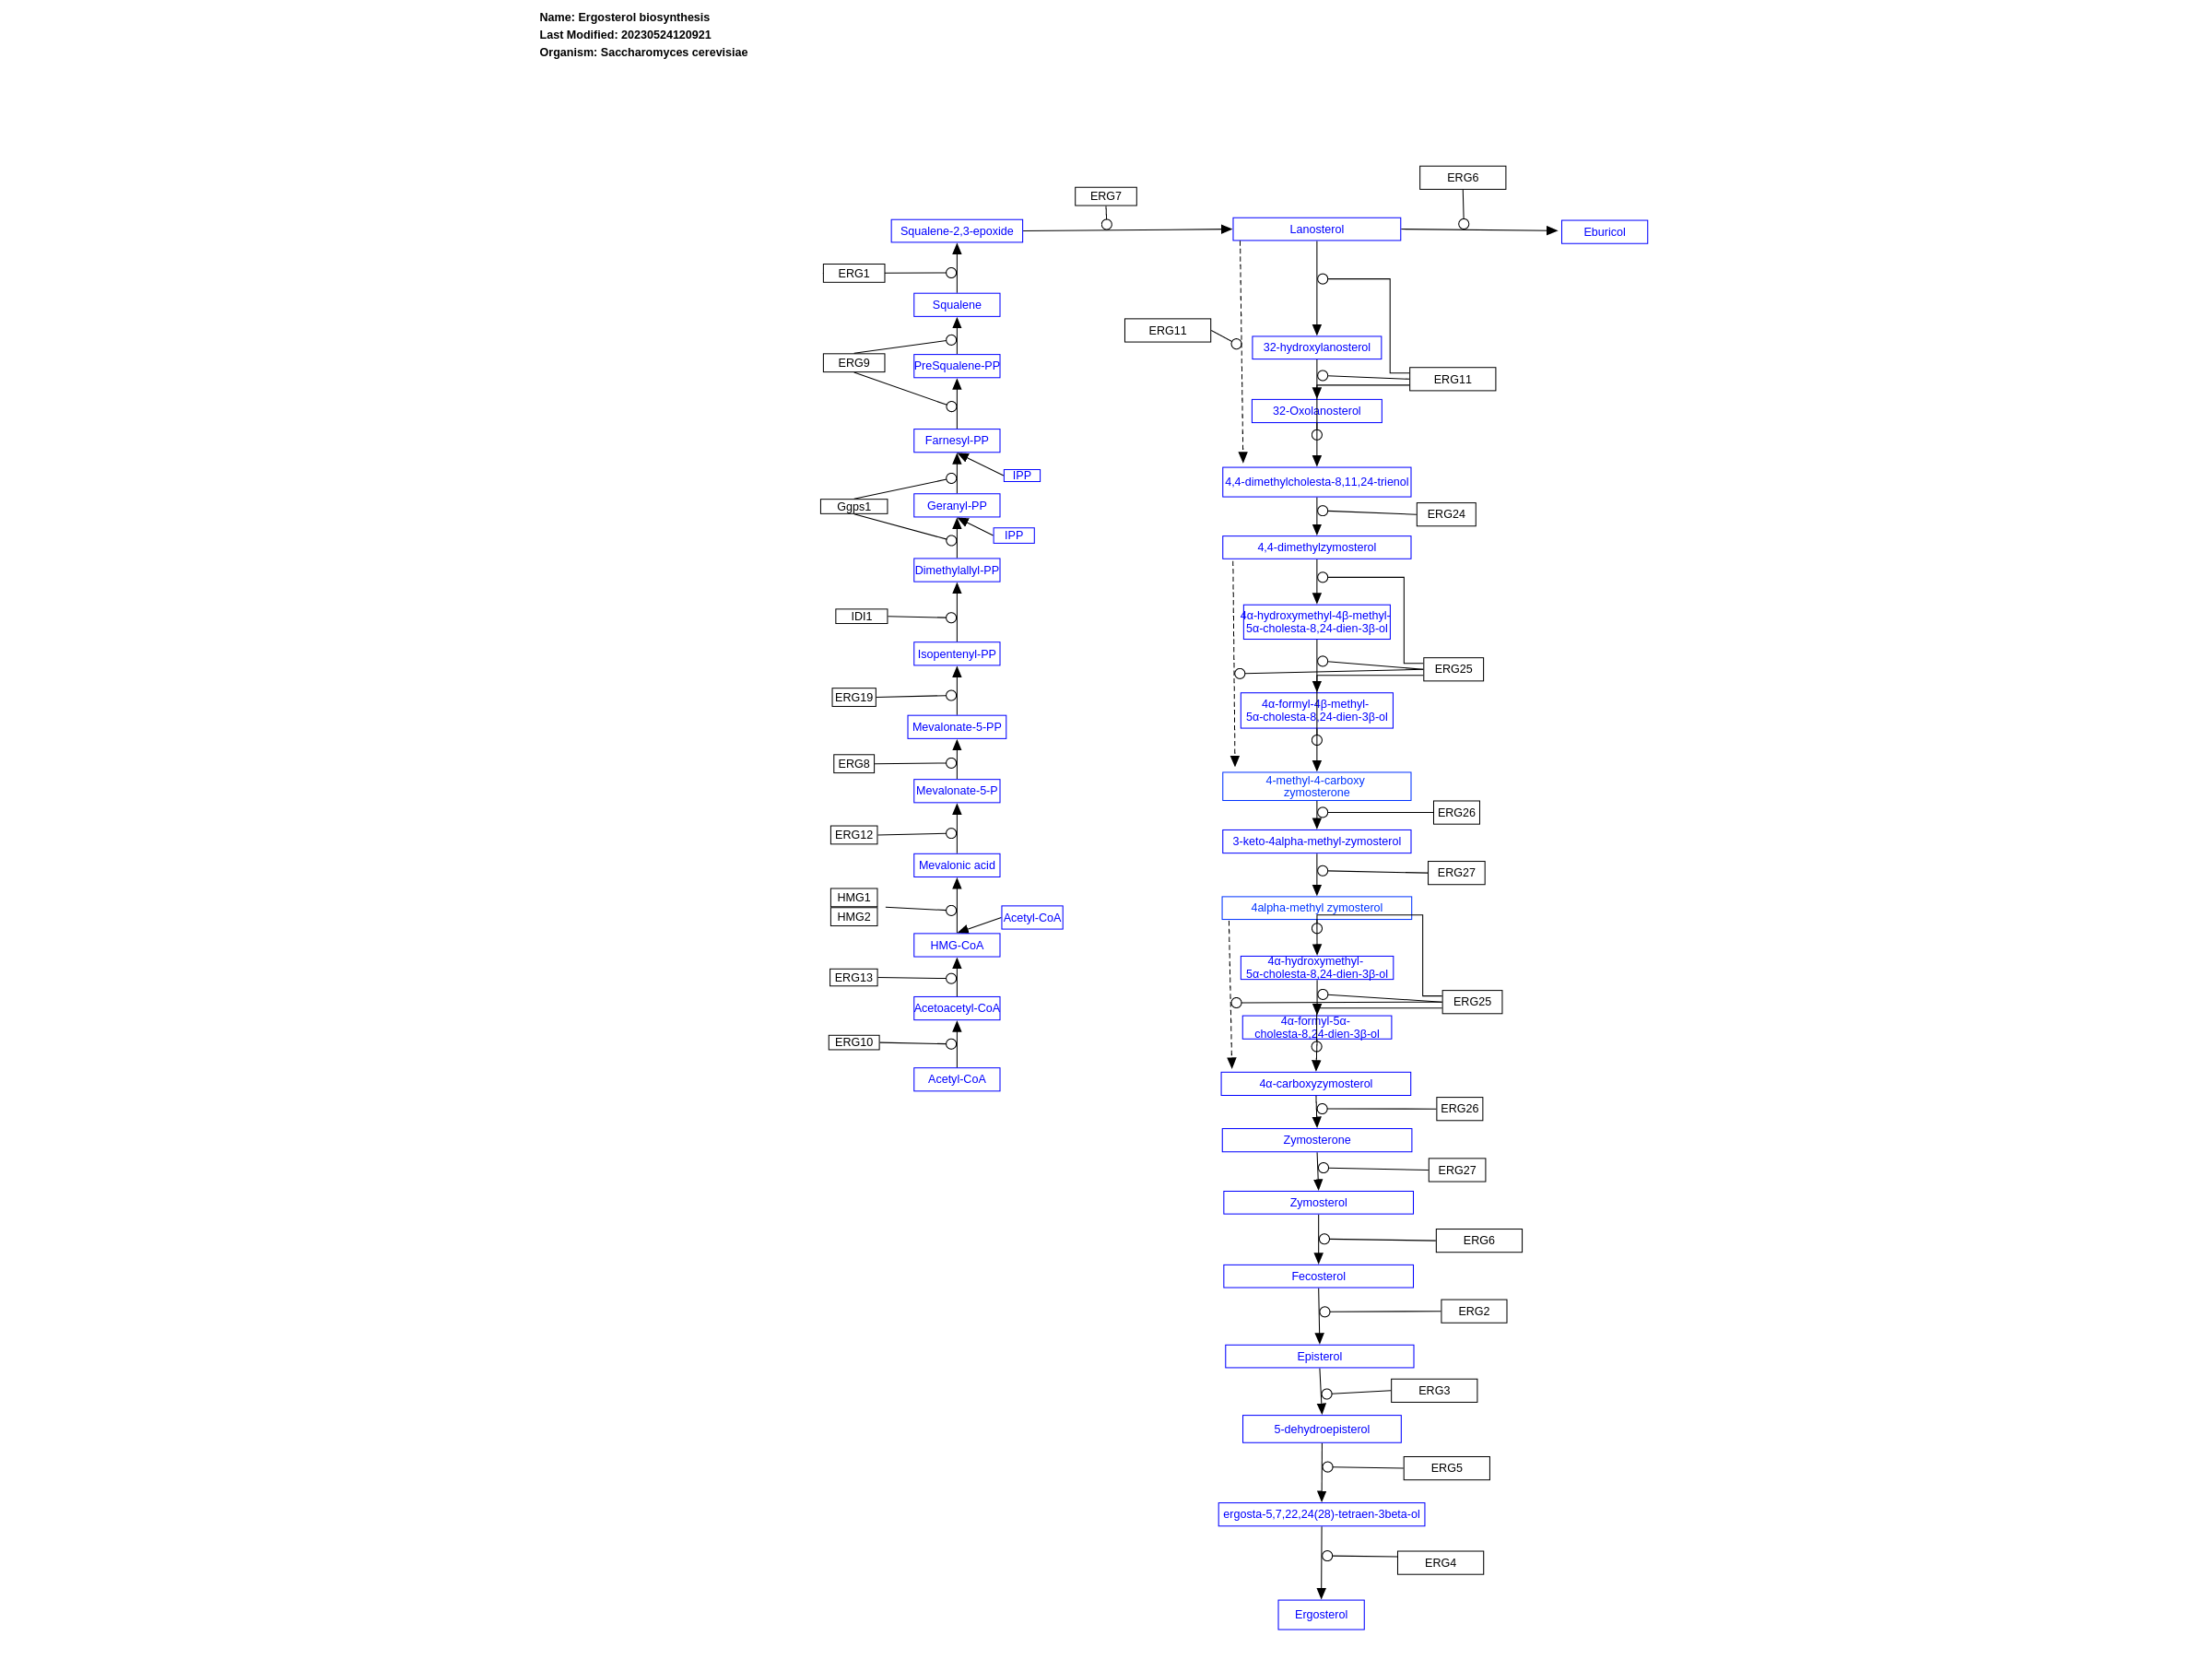 Name: Ergosterol biosynthesis
Last Modified: 20230524120921
Organism: Saccharomyces cerevisiae
ERG6
ERG7
Squalene-2,3-epoxide
Lanosterol
Eburicol
ERG1
Squalene
ERG11
32-hydroxylanosterol
ERG9
PreSqualene-PP
ERG11
32-Oxolanosterol
Farnesyl-PP
IPP
4,4-dimethylcholesta-8,11,24-trienol
Ggps1
Geranyl-PP
ERG24
IPP
4,4-dimethylzymosterol
Dimethylallyl-PP
IDI1
4α-hydroxymethyl-4β-methyl-
5α-cholesta-8,24-dien-3β-ol
Isopentenyl-PP
ERG25
ERG19
4α-formyl-4β-methyl-
5α-cholesta-8,24-dien-3β-ol
Mevalonate-5-PP
ERG8
4-methyl-4-carboxy
zymosterone
Mevalonate-5-P
ERG26
ERG12
3-keto-4alpha-methyl-zymosterol
Mevalonic acid
ERG27
HMG1
HMG2
Acetyl-CoA
4alpha-methyl zymosterol
HMG-CoA
4α-hydroxymethyl-
5α-cholesta-8,24-dien-3β-ol
ERG13
ERG25
Acetoacetyl-CoA
4α-formyl-5α-
cholesta-8,24-dien-3β-ol
ERG10
Acetyl-CoA
4α-carboxyzymosterol
ERG26
Zymosterone
ERG27
Zymosterol
ERG6
Fecosterol
ERG2
Episterol
ERG3
5-dehydroepisterol
ERG5
ergosta-5,7,22,24(28)-tetraen-3beta-ol
ERG4
Ergosterol